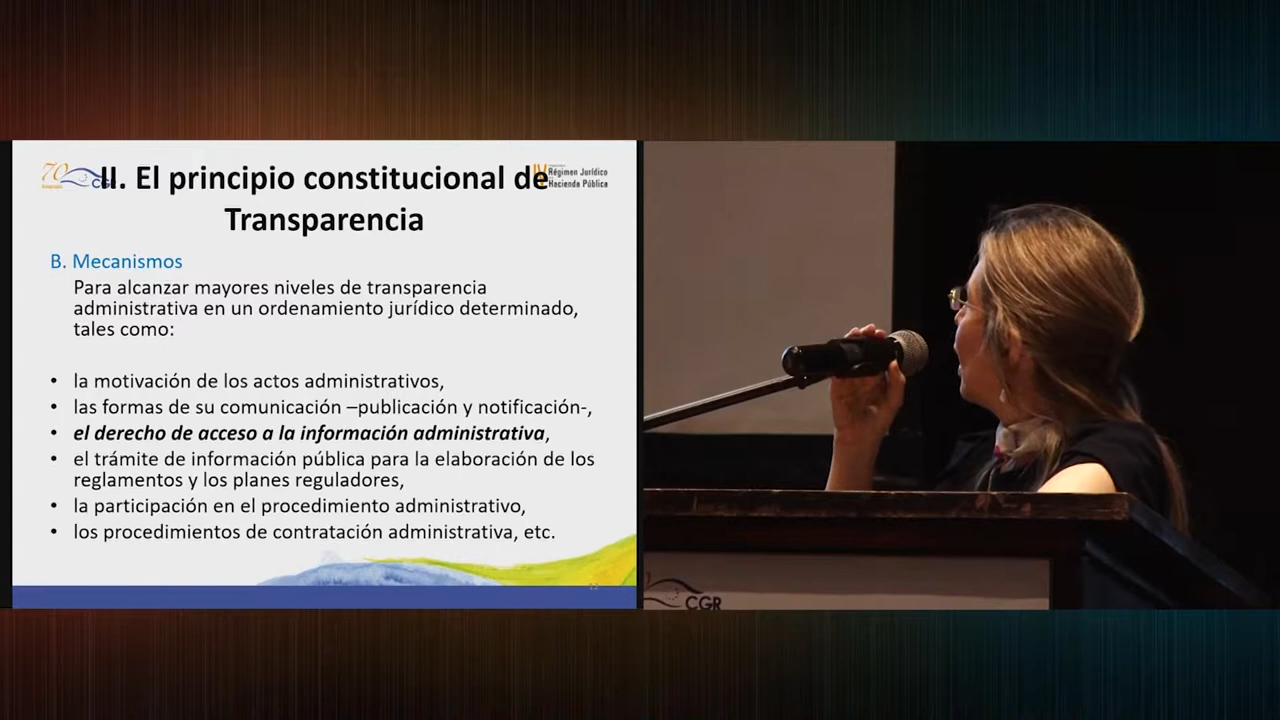 70
CGR
II. El principio constitucional de
Transparencia
IV
Régimen Jurídico
Hacienda Pública
B. Mecanismos
Para alcanzar mayores niveles de transparencia
administrativa en un ordenamiento jurídico determinado,
tales como:
• la motivación de los actos administrativos,
• las formas de su comunicación –publicación y notificación-,
• el derecho de acceso a la información administrativa,
• el trámite de información pública para la elaboración de los
reglamentos y los planes reguladores,
• la participación en el procedimiento administrativo,
• los procedimientos de contratación administrativa, etc.
CGR